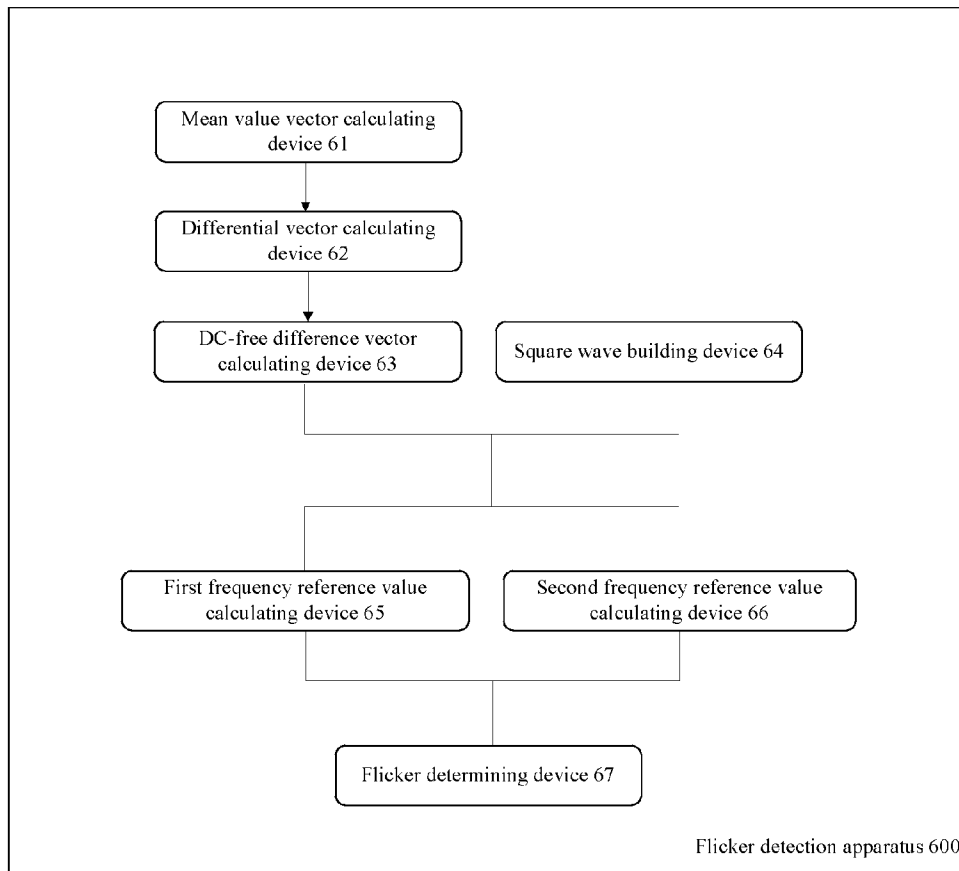 Mean value vector calculating
device 61
Differential vector calculating
device 62
DC-free difference vector
calculating device 63
Square wave building device 64
First frequency reference value
calculating device 65
Second frequency reference value
calculating device 66
Flicker determining device 67
Flicker detection apparatus 600